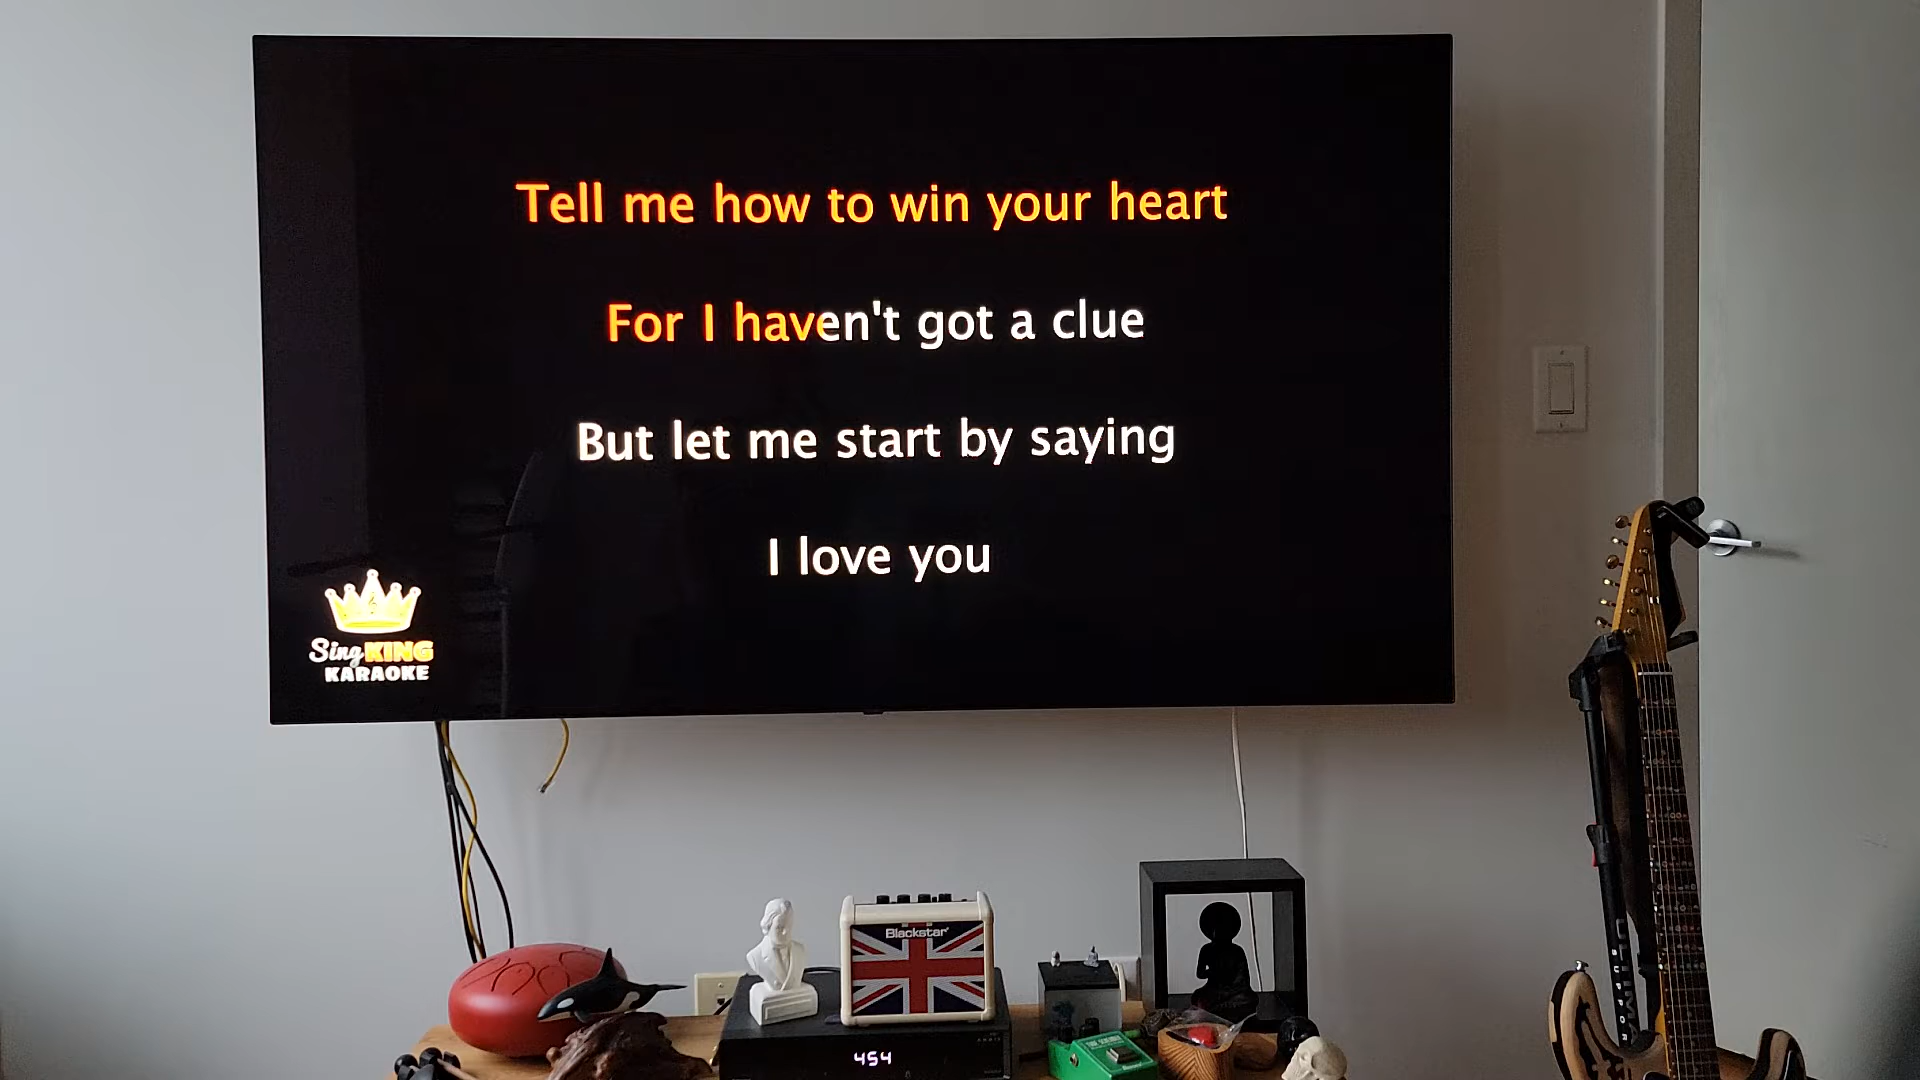 Tell me how to win your heart
For I haven't got a clue
But let me start by saying
I love you
Sing KING
KARAOKE
Blackstar
454